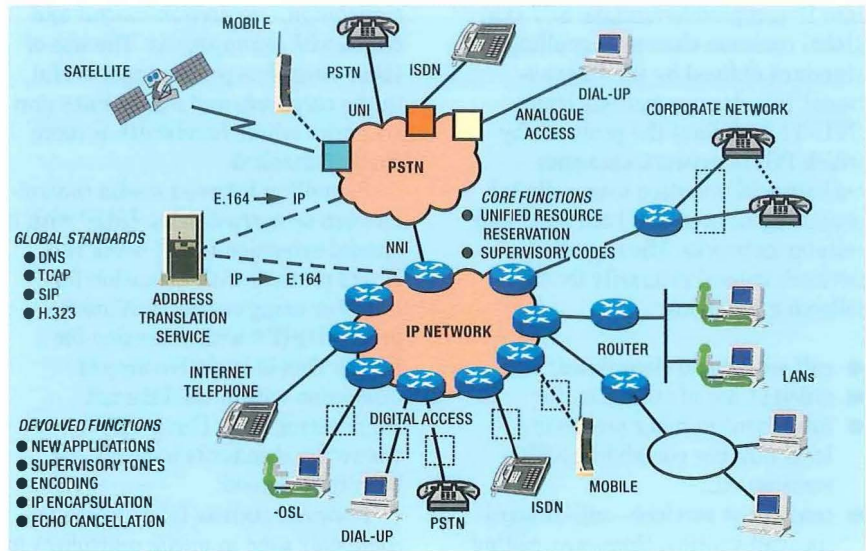 MOBILE
SATELLITE
PSTN
UNI
ISDN
DIAL-UP
ANALOGUE
ACCESS
CORPORATE NETWORK
PSTN
E.164 → IP
NNI
CORE FUNCTIONS
● UNIFIED RESOURCE
RESERVATION
● SUPERVISORY CODES
GLOBAL STANDARDS
● DNS
● TCAP
● SIP
● H.323
IP → E.164
ADDRESS
TRANSLATION
SERVICE
IP NETWORK
ROUTER
LANs
INTERNET
TELEPHONE
DIGITAL ACCESS
DEVOLVED FUNCTIONS
● NEW APPLICATIONS
● SUPERVISORY TONES
● ENCODING
● IP ENCAPSULATION
● ECHO CANCELLATION
-OSL
DIAL-UP
PSTN
ISDN
MOBILE